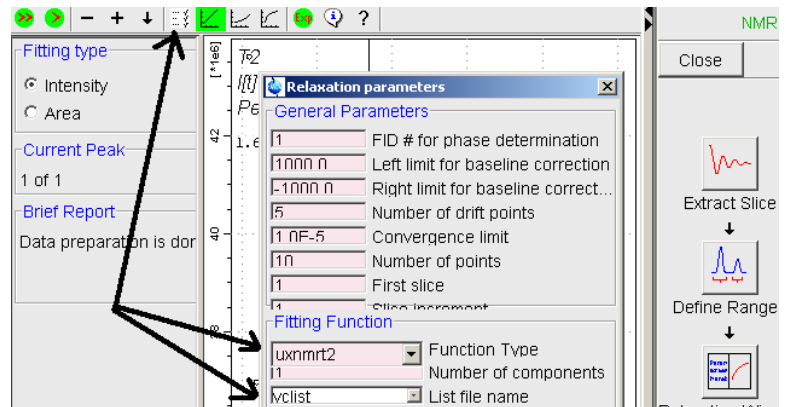 NMR
Fitting type
Intensity
Area
Current Peak
1 of 1
Brief Report
Data preparation is dor
[*1e6]
42
40
T2
I[t]
Pe
1.6
Relaxation parameters
General Parameters
1 FID # for phase determination
1000.0 Left limit for baseline correction
-1000.0 Right limit for baseline correct...
5 Number of drift points
1.0E-5 Convergence limit
10 Number of points
1 First slice
1 Slice increment
Fitting Function
uxnmrt2 Function Type
1 Number of components
vclist List file name
Close
Extract Slice
Define Range